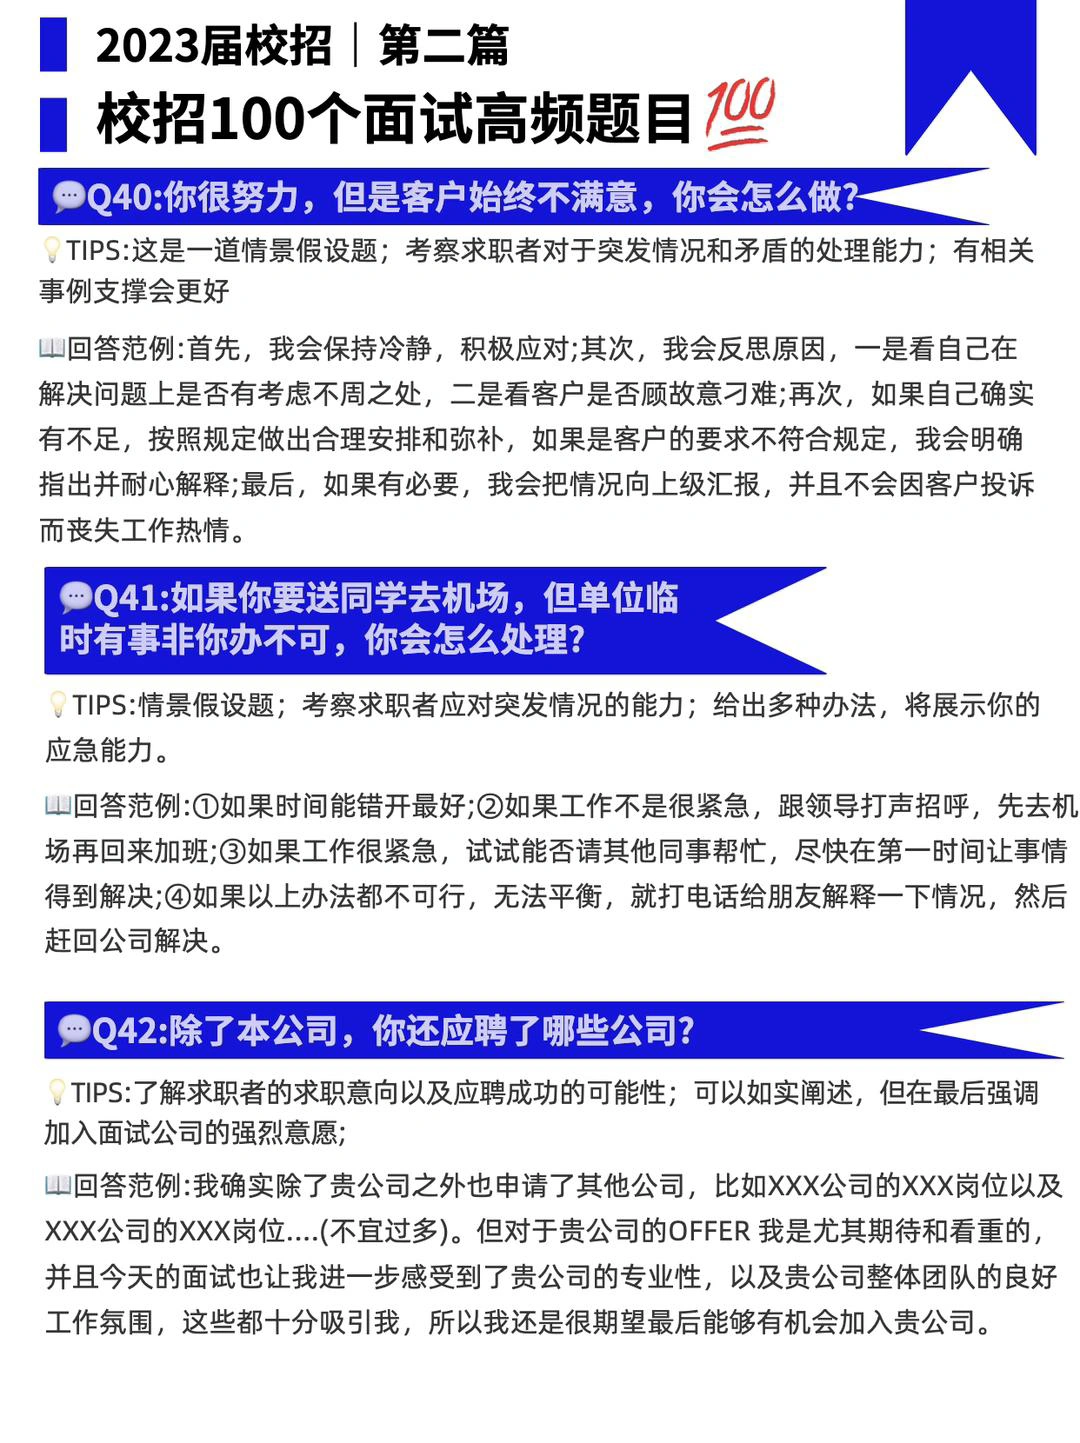 2023届校招｜第二篇
校招100个面试高频题目💯
💬Q40:你很努力，但是客户始终不满意，你会怎么做?
💡TIPS:这是一道情景假设题；考察求职者对于突发情况和矛盾的处理能力；有相关
事例支撑会更好
📖回答范例:首先，我会保持冷静，积极应对;其次，我会反思原因，一是看自己在
解决问题上是否有考虑不周之处，二是看客户是否顾故意刁难;再次，如果自己确实
有不足，按照规定做出合理安排和弥补，如果是客户的要求不符合规定，我会明确
指出并耐心解释;最后，如果有必要，我会把情况向上级汇报，并且不会因客户投诉
而丧失工作热情。
💬Q41:如果你要送同学去机场，但单位临
时有事非你办不可，你会怎么处理?
💡TIPS:情景假设题；考察求职者应对突发情况的能力；给出多种办法，将展示你的
应急能力。
📖回答范例:①如果时间能错开最好;②如果工作不是很紧急，跟领导打声招呼，先去机
场再回来加班;③如果工作很紧急，试试能否请其他同事帮忙，尽快在第一时间让事情
得到解决;④如果以上办法都不可行，无法平衡，就打电话给朋友解释一下情况，然后
赶回公司解决。
💬Q42:除了本公司，你还应聘了哪些公司?
💡TIPS:了解求职者的求职意向以及应聘成功的可能性；可以如实阐述，但在最后强调
加入面试公司的强烈意愿;
📖回答范例:我确实除了贵公司之外也申请了其他公司，比如XXX公司的XXX岗位以及
XXX公司的XXX岗位....(不宜过多)。但对于贵公司的OFFER 我是尤其期待和看重的，
并且今天的面试也让我进一步感受到了贵公司的专业性，以及贵公司整体团队的良好
工作氛围，这些都十分吸引我，所以我还是很期望最后能够有机会加入贵公司。